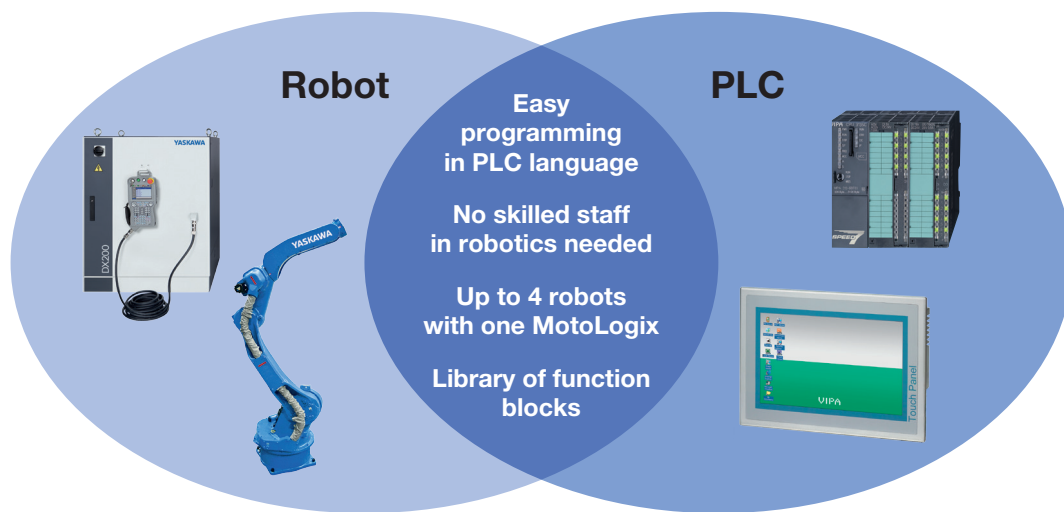 Robot
PLC
Easy
programming
in PLC language
No skilled staff
in robotics needed
Up to 4 robots
with one MotoLogix
Library of function
blocks
YASKAWA
DX200
YASKAWA
VIPA
SPEED7
VIPA
Touch Panel